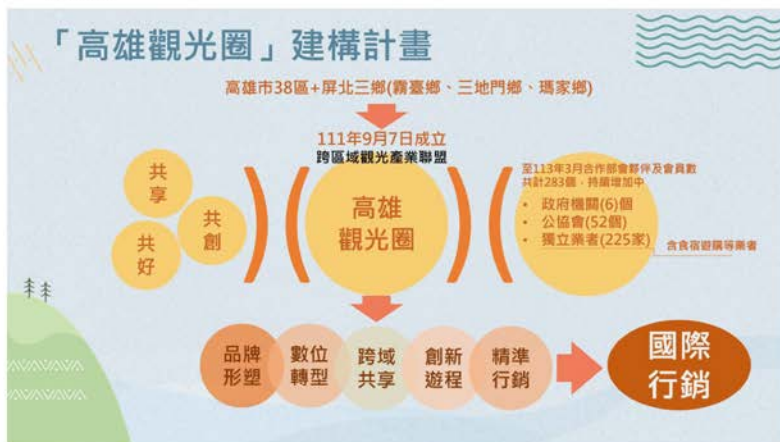 「高雄觀光圈」建構計畫
高雄市38區+屏北三鄉(霧臺鄉、三地門鄉、瑪家鄉)
111年9月7日成立
跨區域觀光產業聯盟
共
享
共
創
共
好
高雄
觀光圈
至113年3月合作部會夥伴及會員數
共計283個，持續增加中
• 政府機關(6)個
• 公協會(52個)
• 獨立業者(225家)
含食宿遊購等業者
品牌
形塑
數位
轉型
跨域
共享
創新
遊程
精準
行銷
國際
行銷